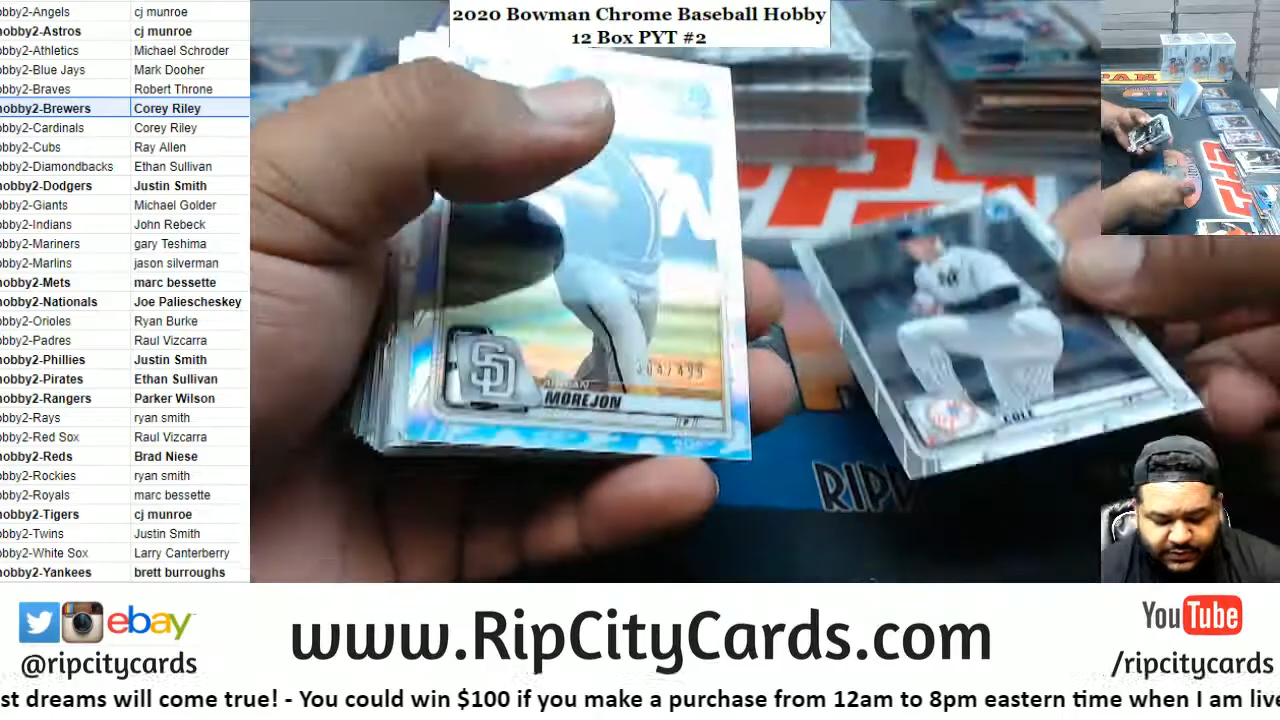 2020 Bowman Chrome Baseball Hobby
12 Box PYT #2
obby2-Angels cj munroe
hobby2-Astros cj munroe
obby2-Athletics Michael Schroder
obby2-Blue Jays Mark Dooher
obby2-Braves Robert Throne
hobby2-Brewers Corey Riley
obby2-Cardinals Corey Riley
obby2-Cubs Ray Allen
obby2-Diamondbacks Ethan Sullivan
hobby2-Dodgers Justin Smith
obby2-Giants Michael Golder
obby2-Indians John Rebeck
obby2-Mariners gary Teshima
obby2-Marlins jason silverman
hobby2-Mets marc bessette
hobby2-Nationals Joe Paliescheskey
obby2-Orioles Ryan Burke
obby2-Padres Raul Vizcarra
hobby2-Phillies Justin Smith
hobby2-Pirates Ethan Sullivan
hobby2-Rangers Parker Wilson
obby2-Rays ryan smith
obby2-Red Sox Raul Vizcarra
hobby2-Reds Brad Niese
obby2-Rockies ryan smith
obby2-Royals marc bessette
hobby2-Tigers cj munroe
obby2-Twins Justin Smith
obby2-White Sox Larry Canterberry
hobby2-Yankees brett burroughs
SD
MOREJON
COLE
RIPV
ebay
@ripcitycards
www.RipCityCards.com
YouTube
/ripcitycards
st dreams will come true! - You could win $100 if you make a purchase from 12am to 8pm eastern time when I am live